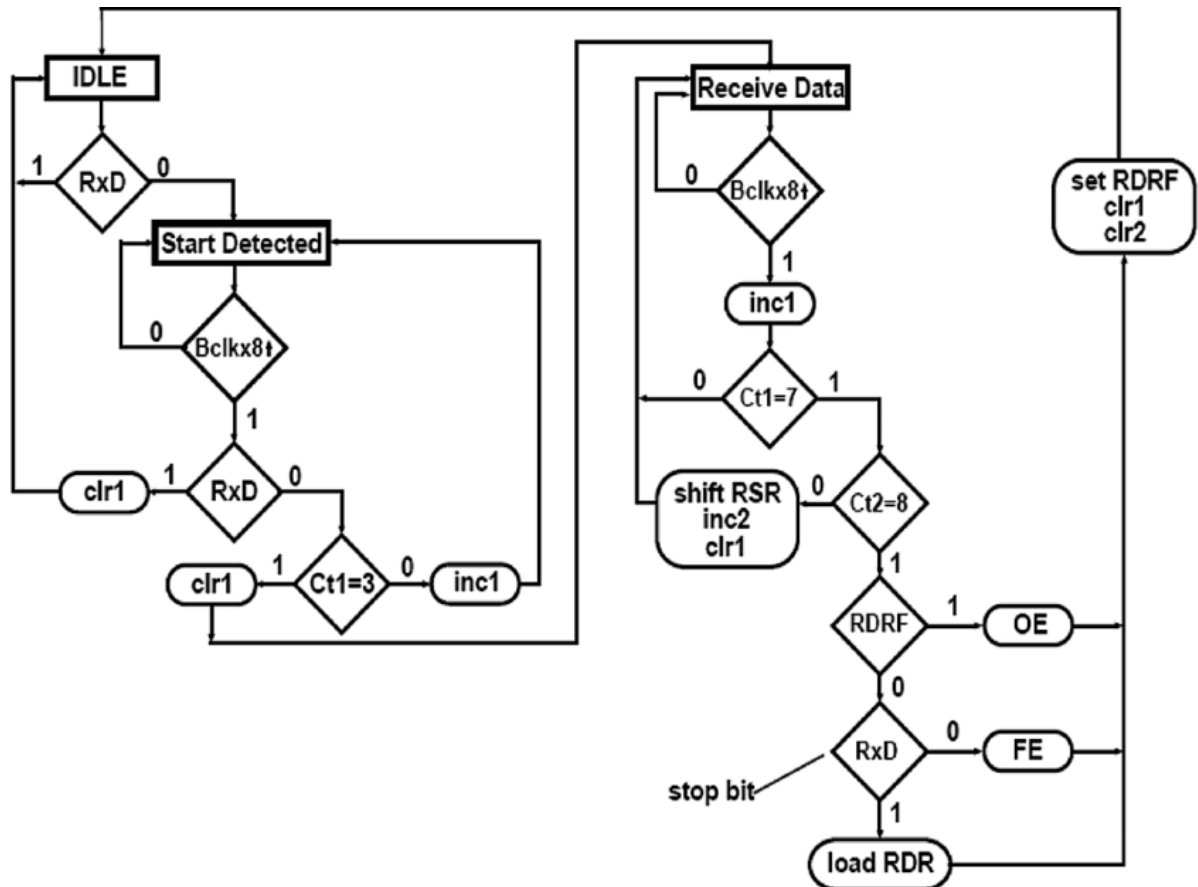 IDLE
RxD
1
0
Start Detected
Bclkx8↑
0
1
RxD
1
0
clr1
Ct1=3
1
0
clr1
inc1
Receive Data
Bclkx8↑
0
1
inc1
Ct1=7
0
1
Ct2=8
0
1
shift RSR
inc2
clr1
RDRF
1
0
OE
RxD
0
1
FE
stop bit
load RDR
set RDRF
clr1
clr2